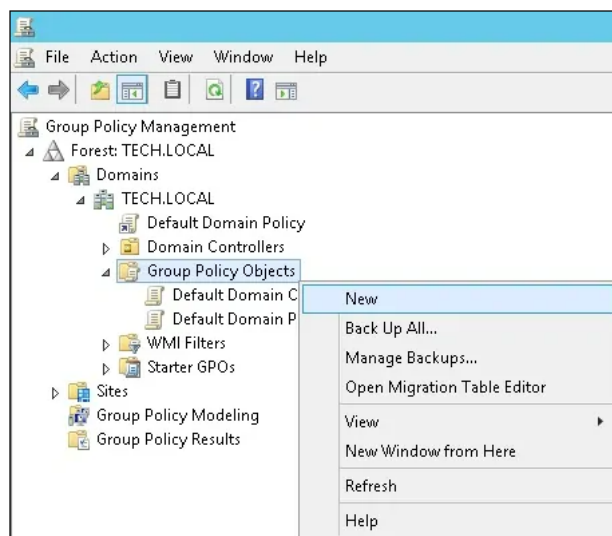 File Action View Window Help
Group Policy Management
Forest: TECH.LOCAL
Domains
TECH.LOCAL
Default Domain Policy
Domain Controllers
Group Policy Objects
Default Domain C
Default Domain P
WMI Filters
Starter GPOs
Sites
Group Policy Modeling
Group Policy Results
New
Back Up All...
Manage Backups...
Open Migration Table Editor
View
New Window from Here
Refresh
Help